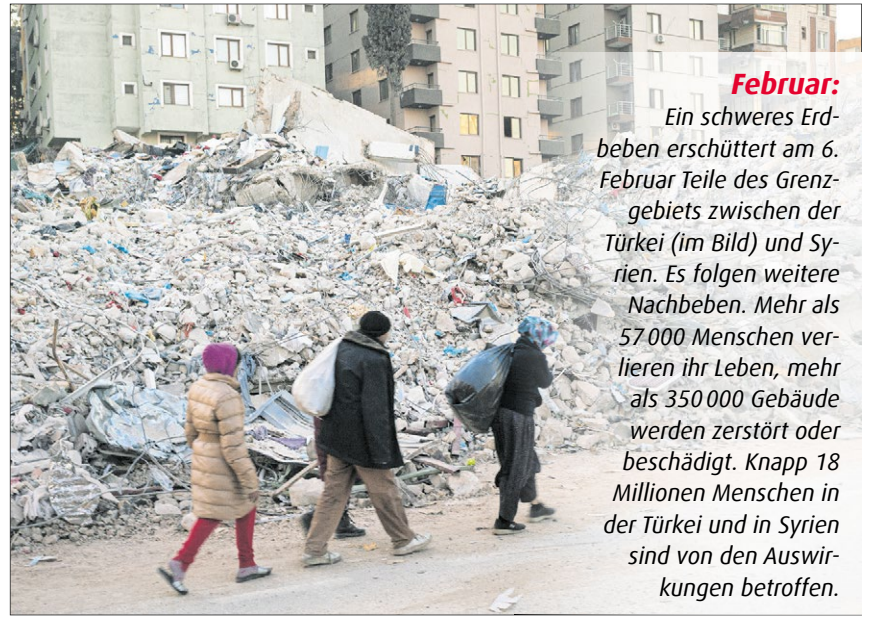 Februar:
Ein schweres Erd-
beben erschüttert am 6.
Februar Teile des Grenz-
gebiets zwischen der
Türkei (im Bild) und Sy-
rien. Es folgen weitere
Nachbeben. Mehr als
57 000 Menschen ver-
lieren ihr Leben, mehr
als 350 000 Gebäude
werden zerstört oder
beschädigt. Knapp 18
Millionen Menschen in
der Türkei und in Syrien
sind von den Auswir-
kungen betroffen.